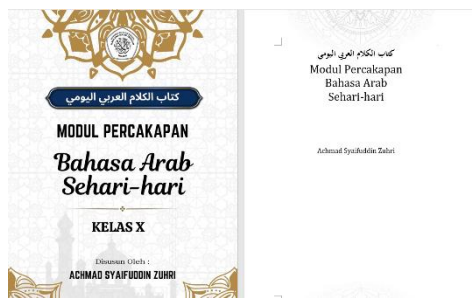 كتاب الكلام العربي اليومي
MODUL PERCAKAPAN
Bahasa Arab
Sehari-hari
KELAS X
Disusun Oleh :
ACHMAD SYAIFUDDIN ZUHRI
كتاب الكلام العربي اليومي
Modul Percakapan
Bahasa Arab
Sehari-hari
Achmad Syaifuddin Zuhri